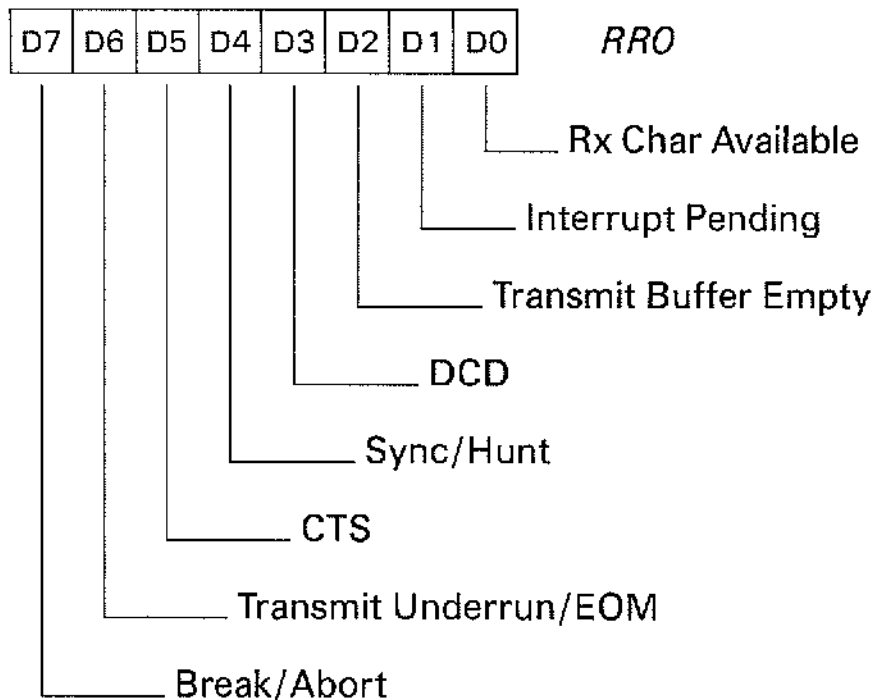 D7 D6 D5 D4 D3 D2 D1 D0 RRO
Rx Char Available
Interrupt Pending
Transmit Buffer Empty
DCD
Sync/Hunt
CTS
Transmit Underrun/EOM
Break/Abort